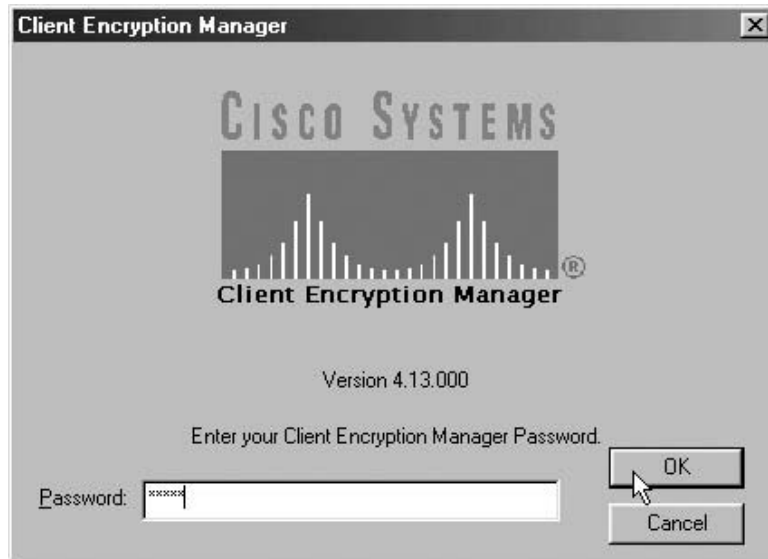 Client Encryption Manager
CISCO SYSTEMS
®
Client Encryption Manager
Version 4.13.000
Enter your Client Encryption Manager Password.
OK
Password: *****
Cancel